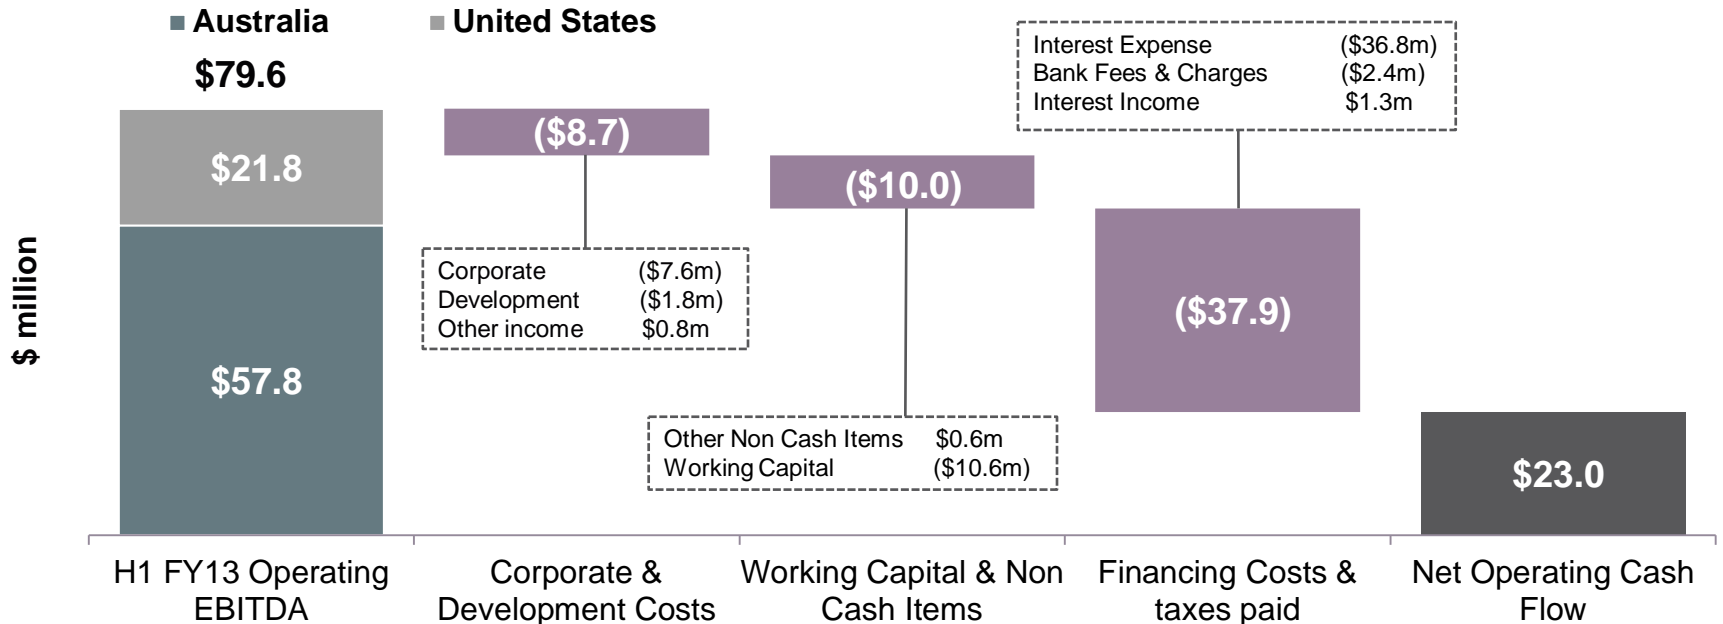 Australia United States
$79.6
Interest Expense ($36.8m)
Bank Fees & Charges ($2.4m)
Interest Income $1.3m
$21.8
($8.7)
($10.0)
Corporate ($7.6m)
Development ($1.8m)
Other income $0.8m
$ million
$57.8
($37.9)
Other Non Cash Items $0.6m
Working Capital ($10.6m)
$23.0
H1 FY13 Operating
EBITDA
Corporate &
Development Costs
Working Capital & Non
Cash Items
Financing Costs &
taxes paid
Net Operating Cash
Flow